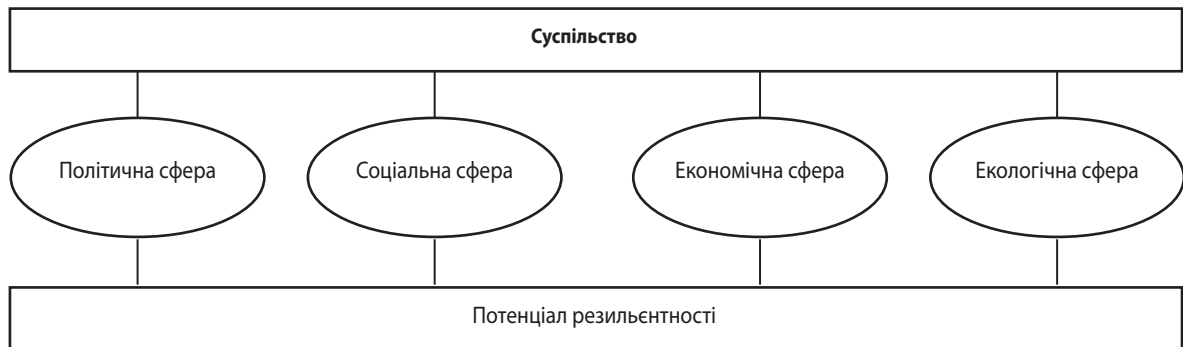 Суспільство
Політична сфера
Соціальна сфера
Економічна сфера
Екологічна сфера
Потенціал резильєнтності